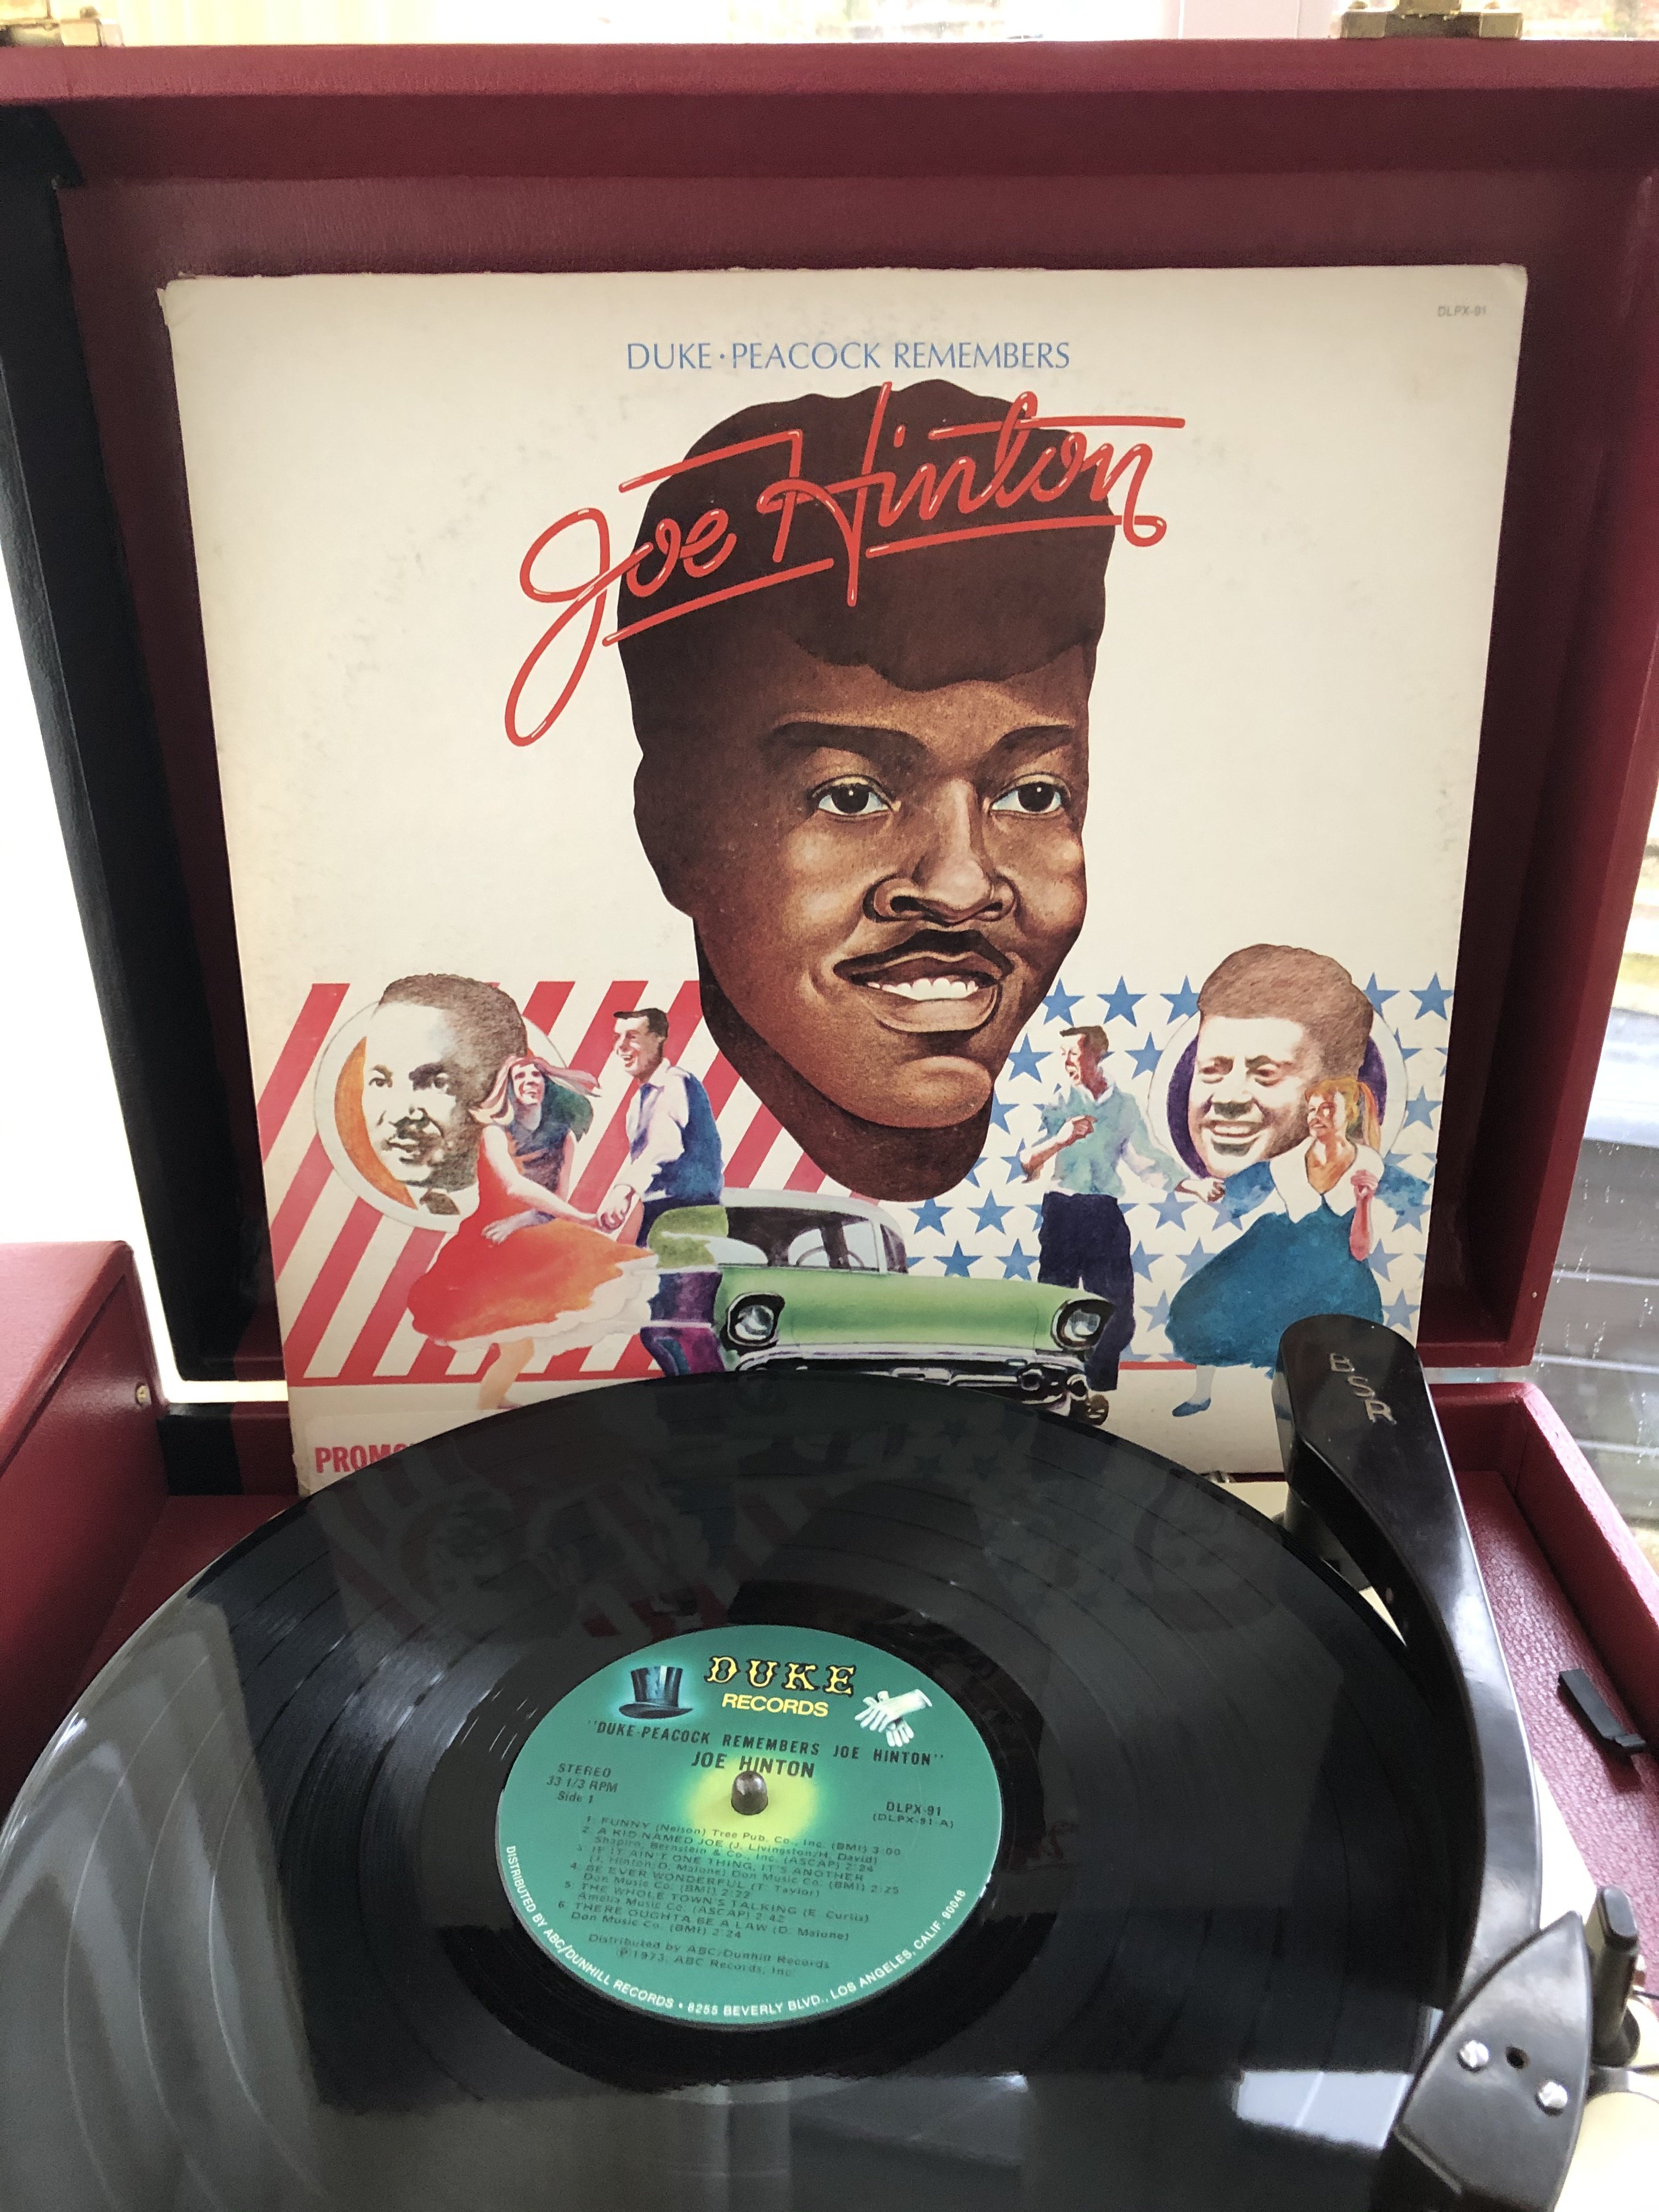 DLPX-91
DUKE·PEACOCK REMEMBERS
Joe Hinton
BSR
DUKE
RECORDS
"DUKE-PEACOCK REMEMBERS JOE HINTON"
JOE HINTON
STEREO
33 1/3 RPM
Side 1
DLPX-91
(DLPX-91-A)
1. FUNNY (Nelson) Tree Pub. Co., Inc. (BMI) 3:00
2. A KID NAMED JOE (J. Livingston/H. David)
Shapiro, Bernstein & Co., Inc. (ASCAP) 2:24
3. IF IT AIN'T ONE THING, IT'S ANOTHER
(J. Hinton/D. Malone) Don Music Co. (BMI) 2:25
4. BE EVER WONDERFUL (T. Taylor)
Don Music Co. (BMI) 2:22
5. THE WHOLE TOWN'S TALKING (E. Curtis)
Amelia Music Co. (ASCAP) 2:42
6. THERE OUGHTA BE A LAW (D. Malone)
Don Music Co. (BMI) 2:24
Distributed by ABC/Dunhill Records
℗ 1973, ABC Records, Inc.
DISTRIBUTED BY ABC/DUNHILL RECORDS • 8255 BEVERLY BLVD., LOS ANGELES, CALIF. 90048